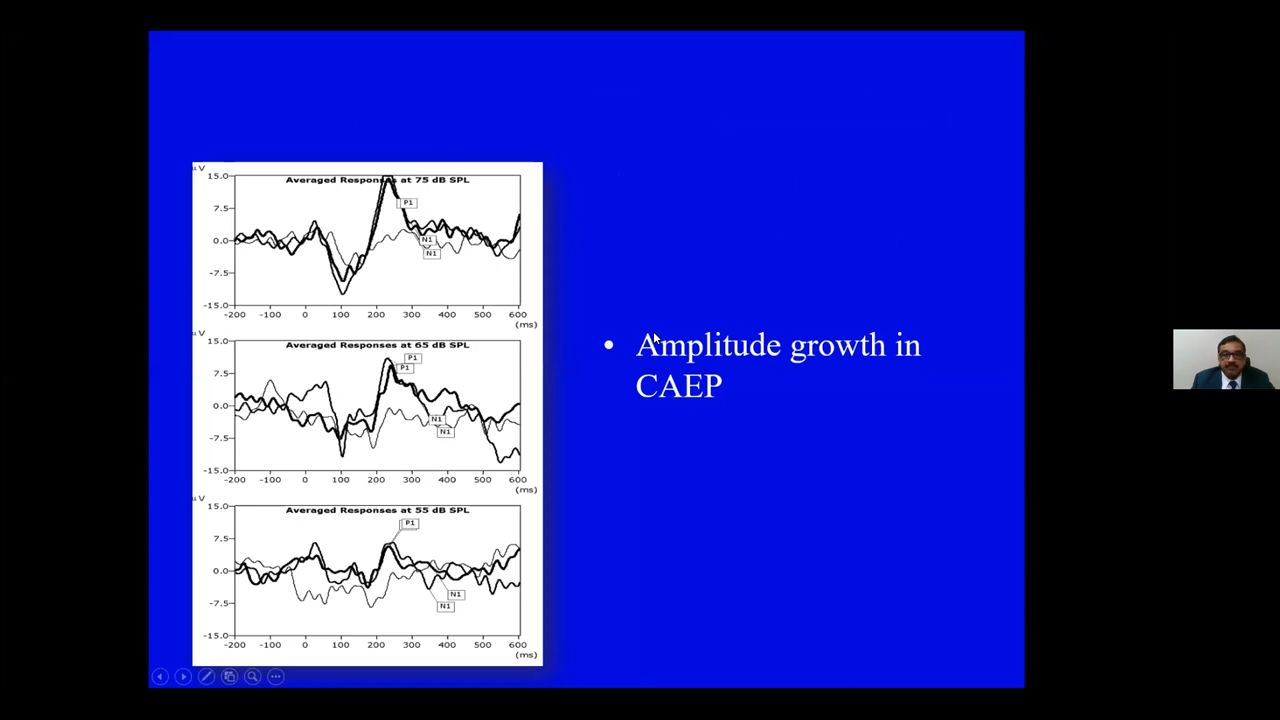 μV
Averaged Responses at 75 dB SPL
15.0
7.5
0.0
-7.5
-15.0
P1
N1
N1
-200 -100 0 100 200 300 400 500 600
(ms)
μV
Averaged Responses at 65 dB SPL
15.0
7.5
0.0
-7.5
-15.0
P1
P1
N1
N1
-200 -100 0 100 200 300 400 500 600
(ms)
μV
Averaged Responses at 55 dB SPL
15.0
7.5
0.0
-7.5
-15.0
P1
N1
N1
-200 -100 0 100 200 300 400 500 600
(ms)
• Amplitude growth in
CAEP